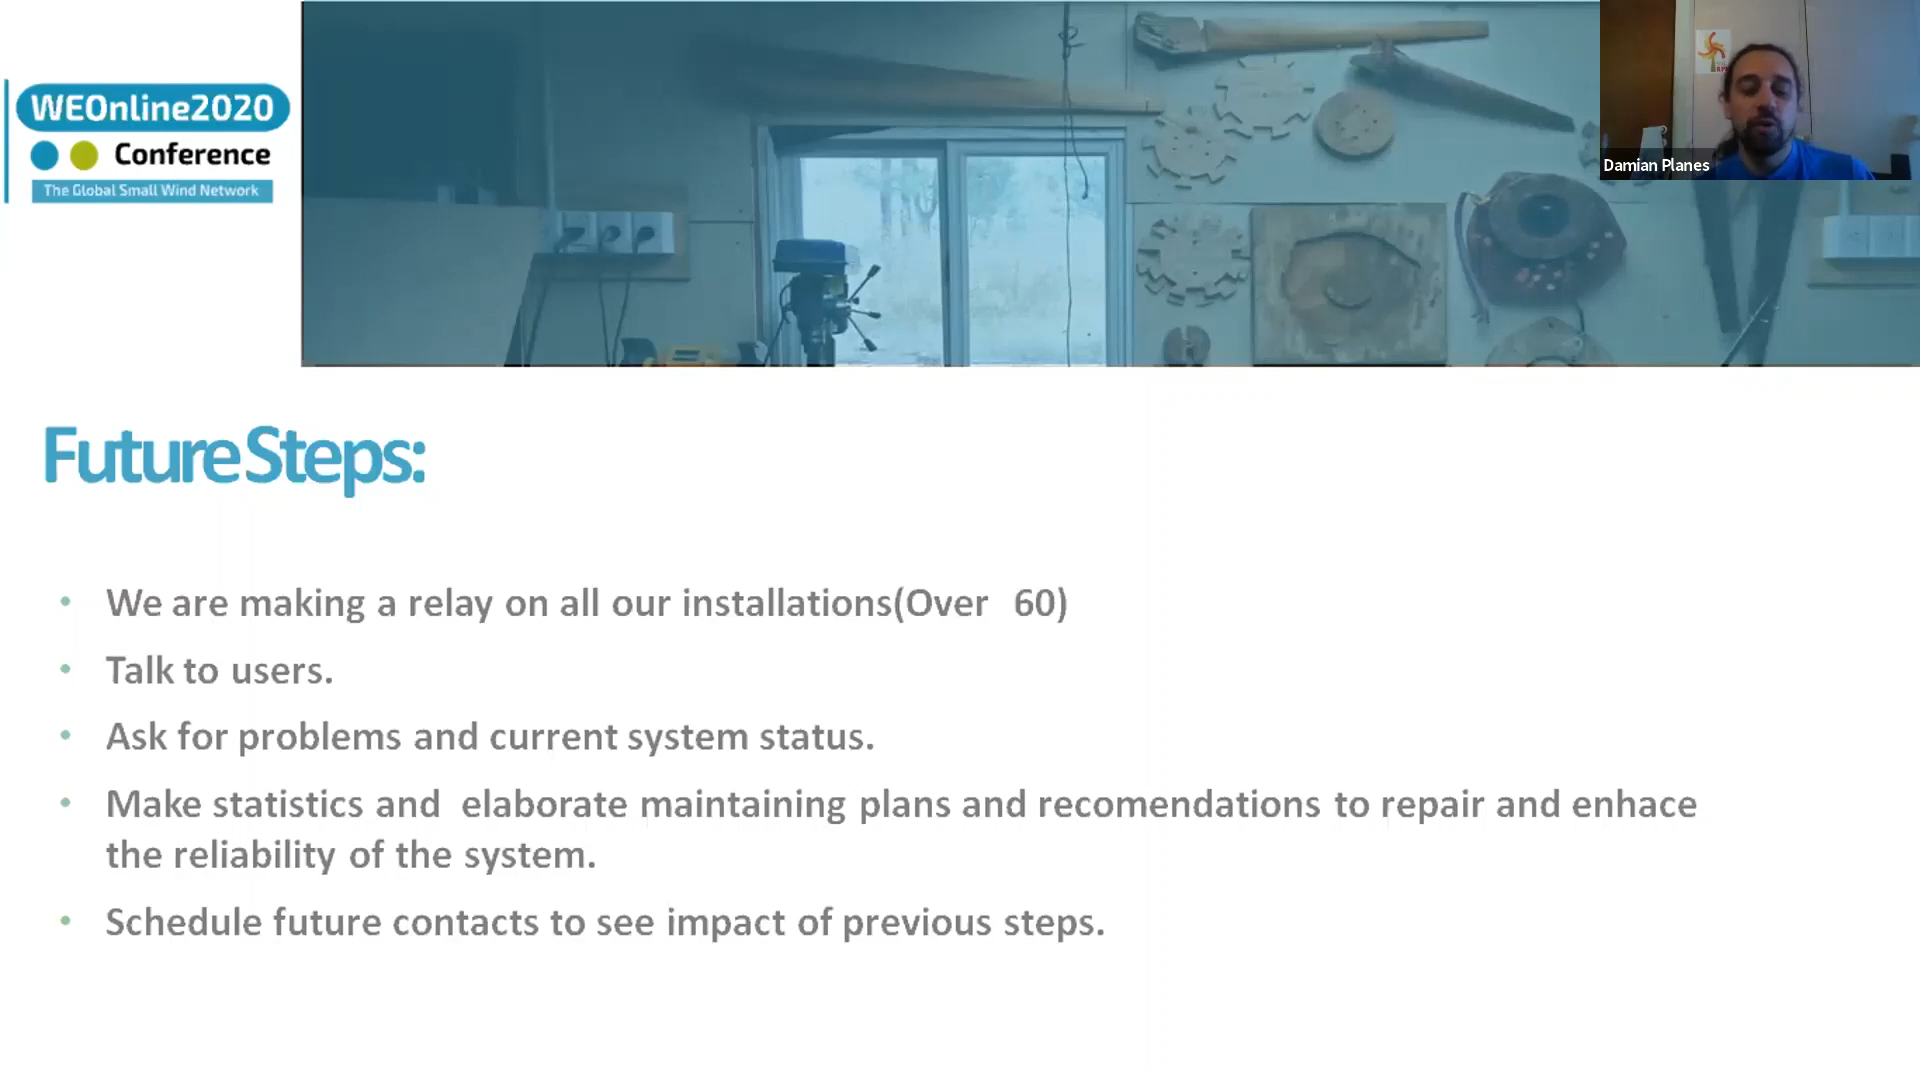 WEOnline2020
Conference
The Global Small Wind Network
Damian Planes
Future Steps:
• We are making a relay on all our installations(Over 60)
• Talk to users.
• Ask for problems and current system status.
• Make statistics and elaborate maintaining plans and recomendations to repair and enhace
the reliability of the system.
• Schedule future contacts to see impact of previous steps.